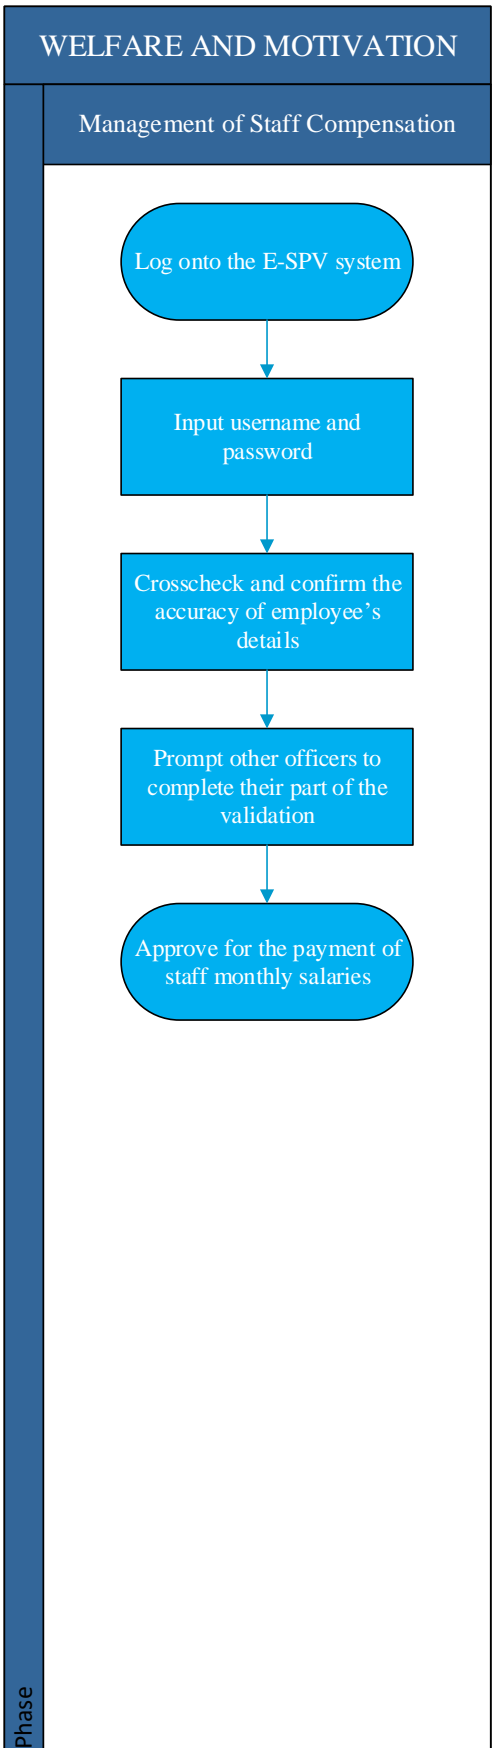 WELFARE AND MOTIVATION
Management of Staff Compensation
Log onto the E-SPV system
Input username and
password
Crosscheck and confirm the
accuracy of employee’s
details
Prompt other officers to
complete their part of the
validation
Approve for the payment of
staff monthly salaries
Phase